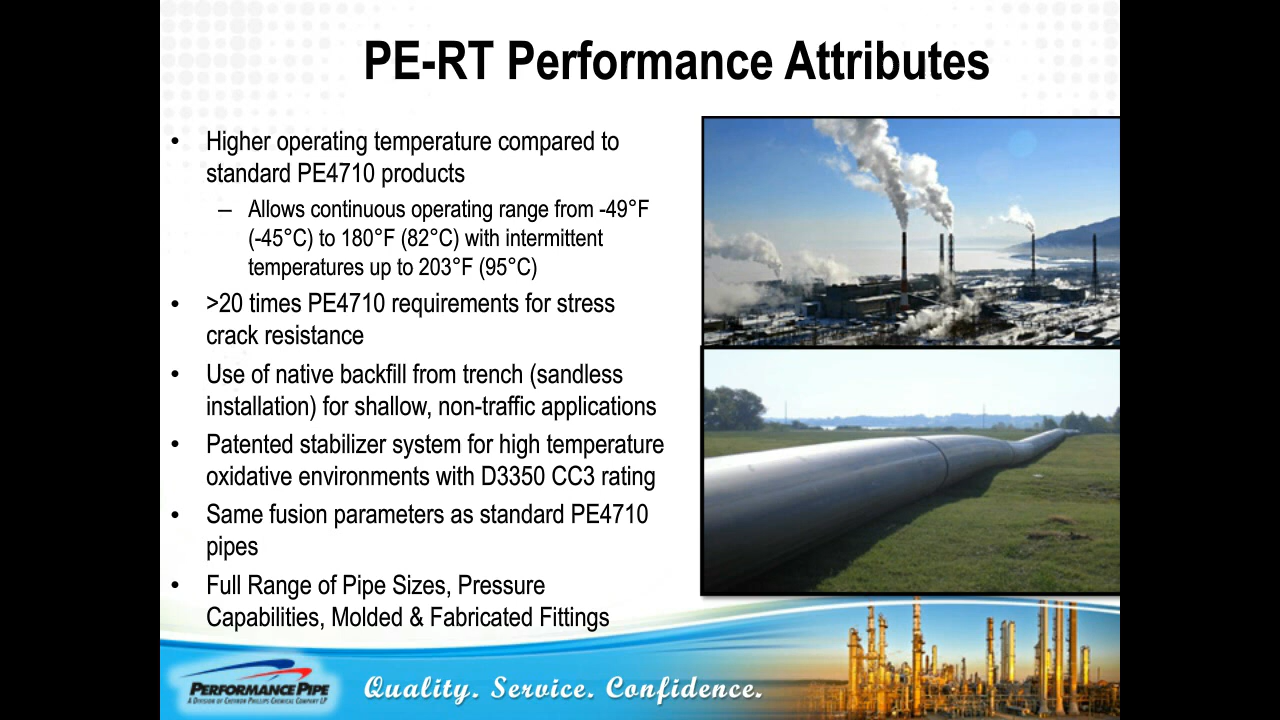 PE-RT Performance Attributes
• Higher operating temperature compared to
standard PE4710 products
– Allows continuous operating range from -49°F
(-45°C) to 180°F (82°C) with intermittent
temperatures up to 203°F (95°C)
• >20 times PE4710 requirements for stress
crack resistance
• Use of native backfill from trench (sandless
installation) for shallow, non-traffic applications
• Patented stabilizer system for high temperature
oxidative environments with D3350 CC3 rating
• Same fusion parameters as standard PE4710
pipes
• Full Range of Pipe Sizes, Pressure
Capabilities, Molded & Fabricated Fittings
PERFORMANCE PIPE
A DIVISION OF CHEVRON PHILLIPS CHEMICAL COMPANY LP
Quality. Service. Confidence.